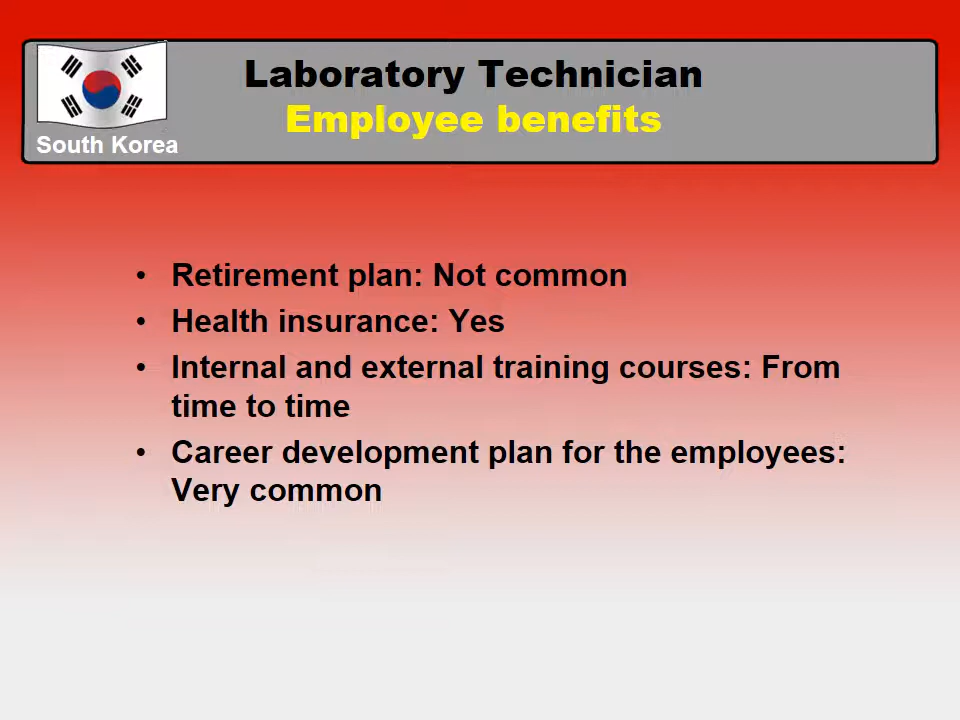 Laboratory Technician
Employee benefits
South Korea
• Retirement plan: Not common
• Health insurance: Yes
• Internal and external training courses: From
time to time
• Career development plan for the employees:
Very common